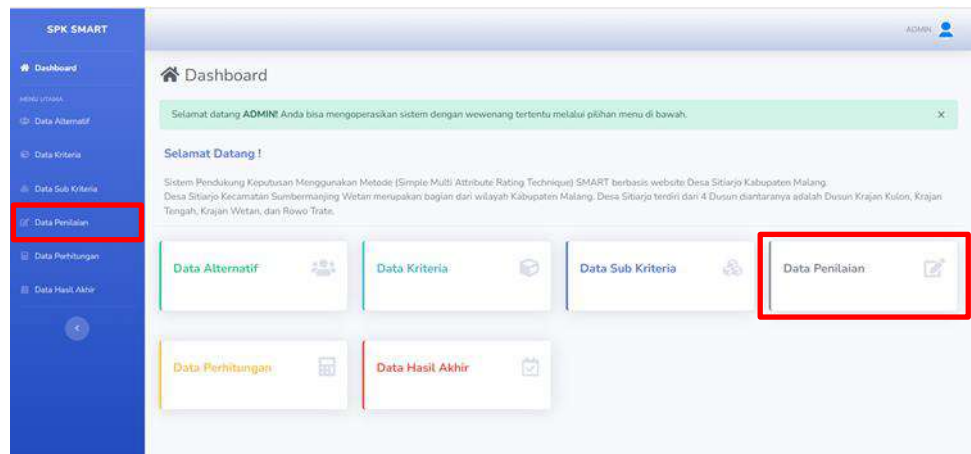 SPK SMART
ADMIN
Dashboard
MENU UTAMA
Data Alternatif
Data Kriteria
Data Sub Kriteria
Data Penilaian
Data Perhitungan
Data Hasil Akhir
Dashboard
Selamat datang ADMIN! Anda bisa mengoperasikan sistem dengan wewenang tertentu melalui pilihan menu di bawah.
Selamat Datang !
Sistem Pendukung Keputusan Menggunakan Metode (Simple Multi Attribute Rating Technique) SMART berbasis website Desa Sitiarjo Kabupaten Malang.
Desa Sitiarjo Kecamatan Sumbermanjing Wetan merupakan bagian dari wilayah Kabupaten Malang. Desa Sitiarjo terdiri dari 4 Dusun diantaranya adalah Dusun Krajan Kulon, Krajan
Tengah, Krajan Wetan, dan Rowo Trate.
Data Alternatif
Data Kriteria
Data Sub Kriteria
Data Penilaian
Data Perhitungan
Data Hasil Akhir